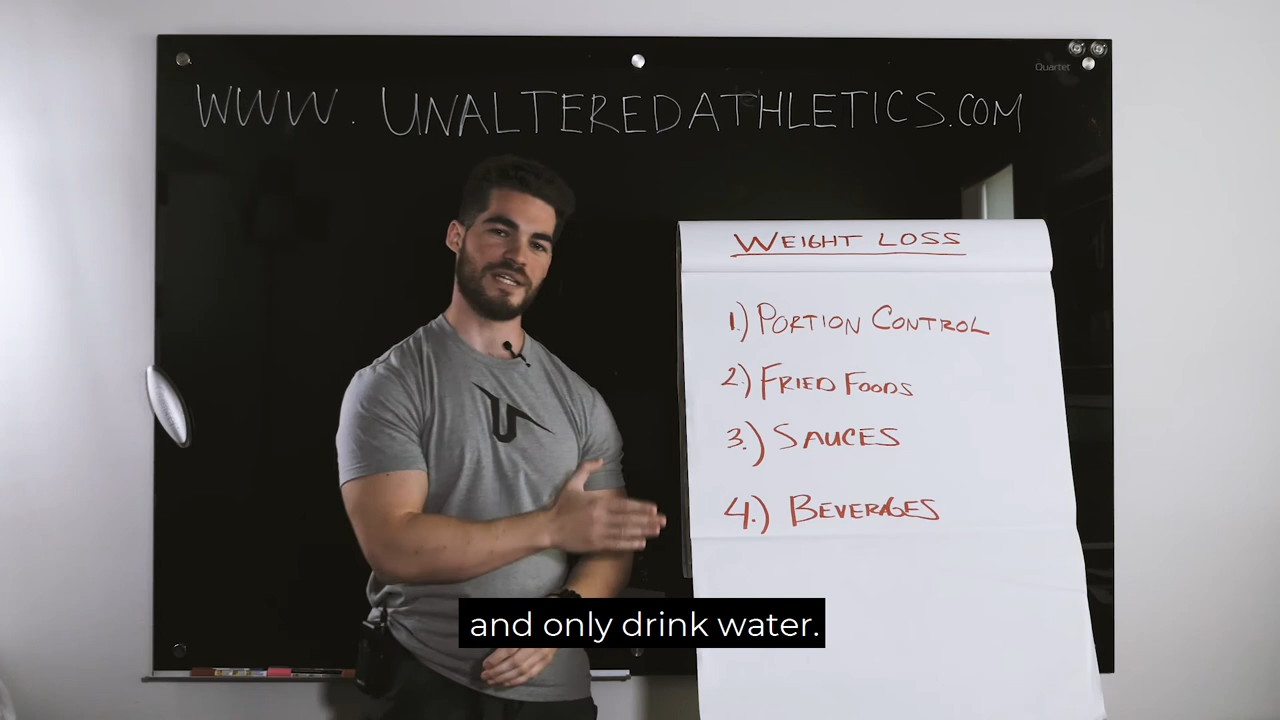 Quartet
WWW.UNALTEREDATHLETICS.COM
WEIGHT LOSS
1.) PORTION CONTROL
2.) FRIED FOODS
3.) SAUCES
4.) BEVERAGES
and only drink water.